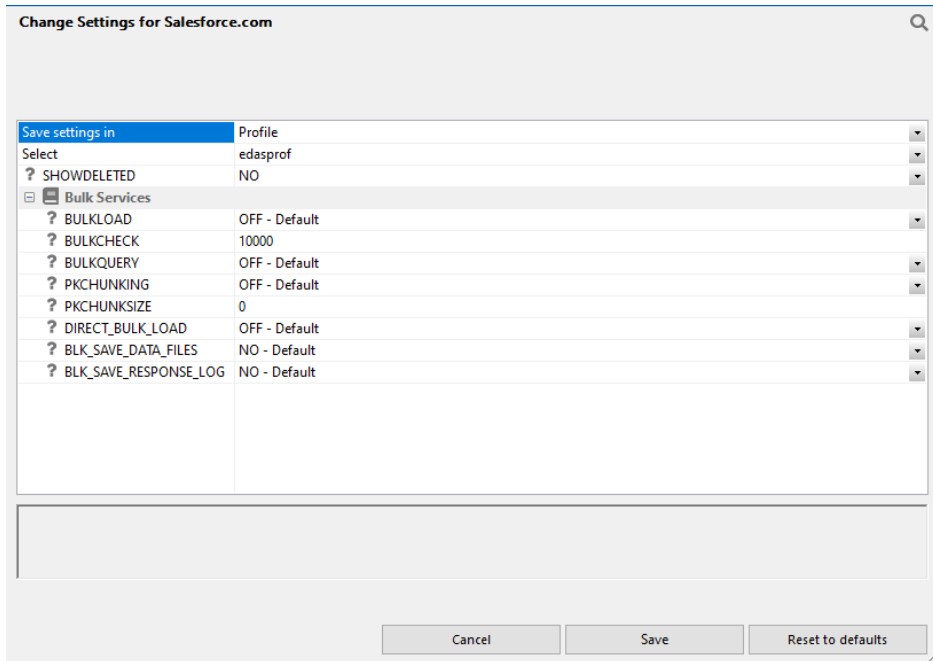 Change Settings for Salesforce.com
Save settings in Profile
Select edasprof
? SHOWDELETED NO
Bulk Services
? BULKLOAD OFF - Default
? BULKCHECK 10000
? BULKQUERY OFF - Default
? PKCHUNKING OFF - Default
? PKCHUNKSIZE 0
? DIRECT_BULK_LOAD OFF - Default
? BLK_SAVE_DATA_FILES NO - Default
? BLK_SAVE_RESPONSE_LOG NO - Default
Cancel Save Reset to defaults